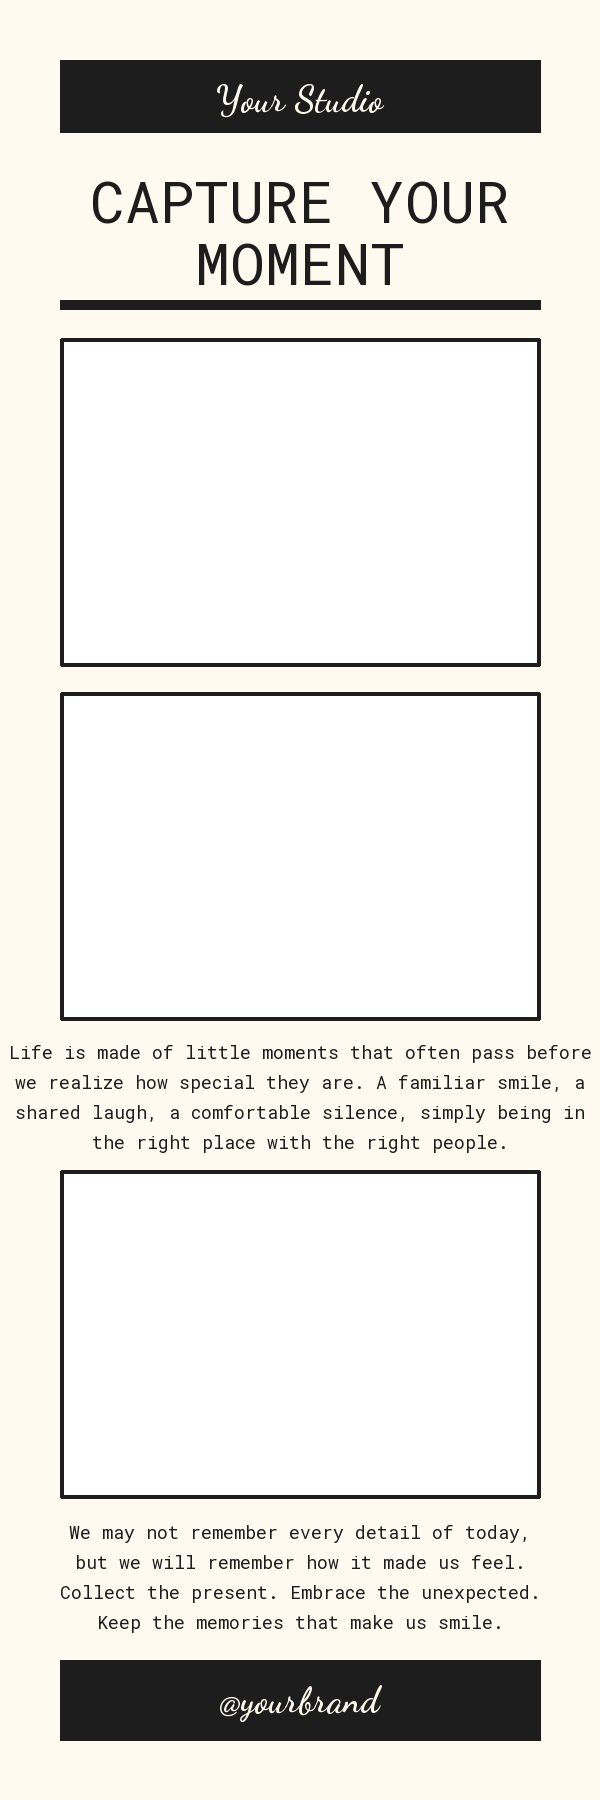 Your Studio
CAPTURE YOUR
MOMENT
Life is made of little moments that often pass before
we realize how special they are. A familiar smile, a
shared laugh, a comfortable silence, simply being in
the right place with the right people.
We may not remember every detail of today,
but we will remember how it made us feel.
Collect the present. Embrace the unexpected.
Keep the memories that make us smile.
@yourbrand